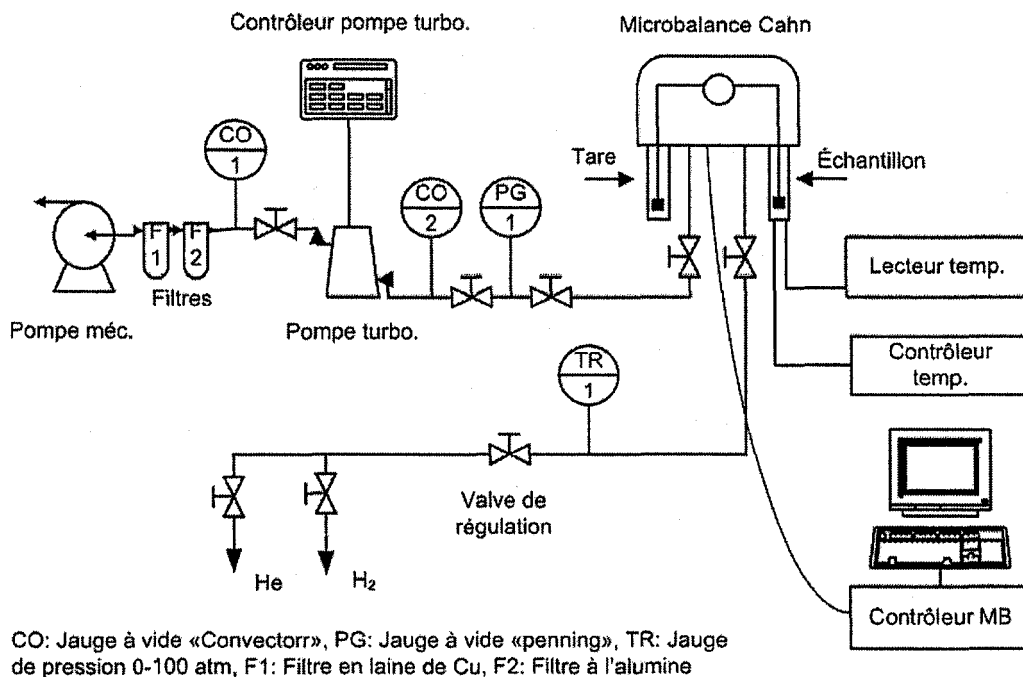 Contrôleur pompe turbo.
Microbalance Cahn
CO
1
Tare
Échantillon
CO
2
PG
1
F
1
F
2
Filtres
Lecteur temp.
Pompe méc.
Pompe turbo.
Contrôleur
temp.
TR
1
Valve de
régulation
He
H₂
Contrôleur MB
CO: Jauge à vide «Convectorr», PG: Jauge à vide «penning», TR: Jauge
de pression 0-100 atm, F1: Filtre en laine de Cu, F2: Filtre à l'alumine